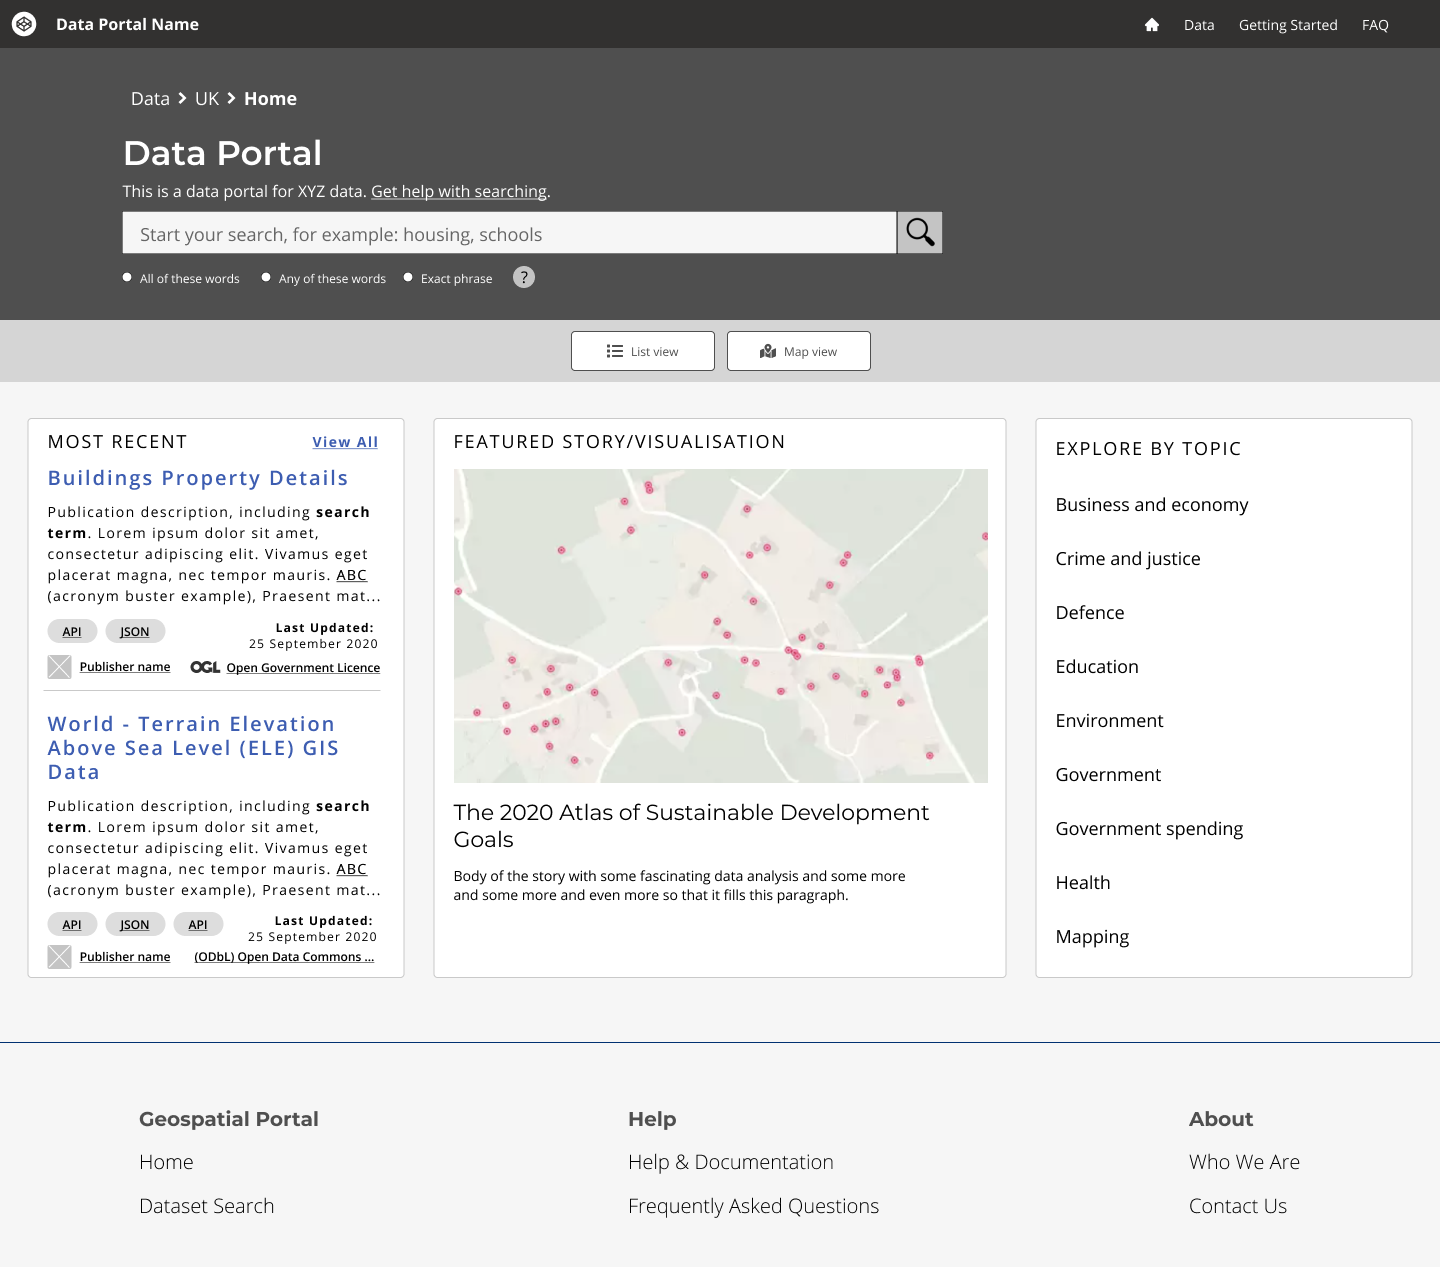 Data Portal Name
Data
Getting Started
FAQ
Data
UK
Home
Data Portal
This is a data portal for XYZ data. Get help with searching.
Start your search, for example: housing, schools
All of these words
Any of these words
Exact phrase
?
List view
Map view
MOST RECENT
View All
Buildings Property Details
Publication description, including search
term. Lorem ipsum dolor sit amet,
consectetur adipiscing elit. Vivamus eget
placerat magna, nec tempor mauris. ABC
(acronym buster example), Praesent mat...
API
JSON
Last Updated:
25 September 2020
Publisher name
OGL
Open Government Licence
World - Terrain Elevation
Above Sea Level (ELE) GIS
Data
Publication description, including search
term. Lorem ipsum dolor sit amet,
consectetur adipiscing elit. Vivamus eget
placerat magna, nec tempor mauris. ABC
(acronym buster example), Praesent mat...
API
JSON
API
Last Updated:
25 September 2020
Publisher name
(ODbL) Open Data Commons ...
FEATURED STORY/VISUALISATION
The 2020 Atlas of Sustainable Development
Goals
Body of the story with some fascinating data analysis and some more
and some more and even more so that it fills this paragraph.
EXPLORE BY TOPIC
Business and economy
Crime and justice
Defence
Education
Environment
Government
Government spending
Health
Mapping
Geospatial Portal
Home
Dataset Search
Help
Help & Documentation
Frequently Asked Questions
About
Who We Are
Contact Us